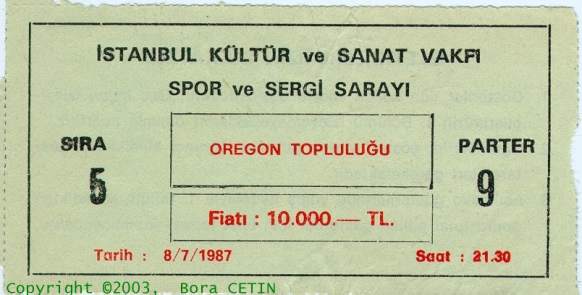 İSTANBUL KÜLTÜR ve SANAT VAKFI
SPOR ve SERGİ SARAYI
SIRA
5
OREGON TOPLULUĞU
PARTER
9
Fiatı : 10.000.— TL.
Tarih : 8/7/1987
Saat : 21.30
Copyright ©2003, Bora CETIN